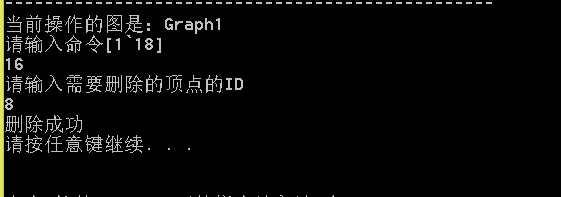 当前操作的图是：Graph1
请输入命令[1`18]
16
请输入需要删除的顶点的ID
8
删除成功
请按任意键继续. . .